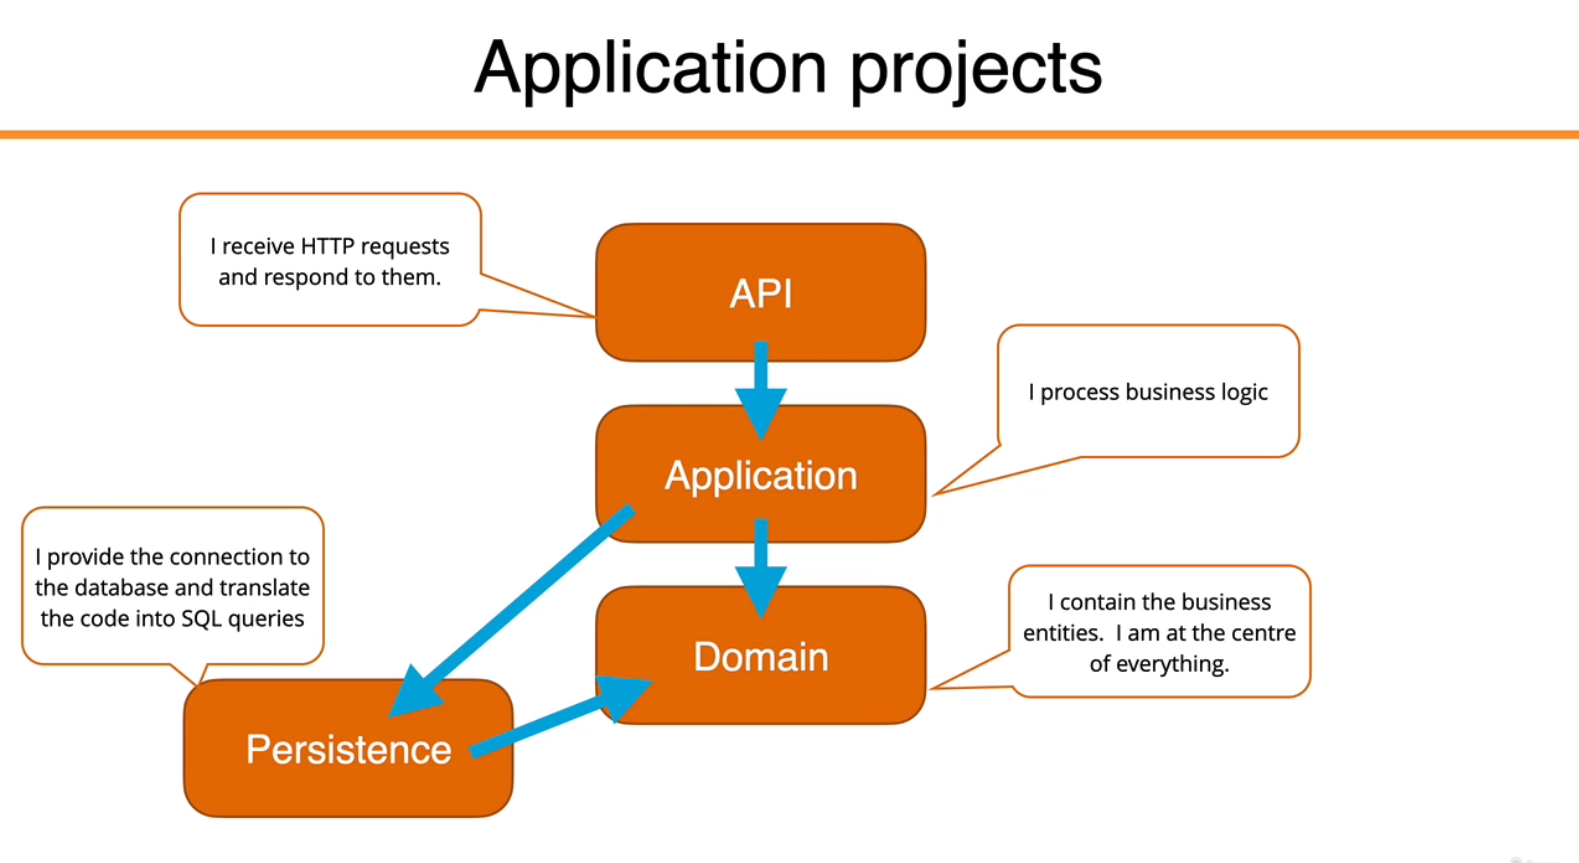 Application projects
I receive HTTP requests
and respond to them.
API
I process business logic
Application
I provide the connection to
the database and translate
the code into SQL queries
I contain the business
entities.  I am at the centre
of everything.
Domain
Persistence